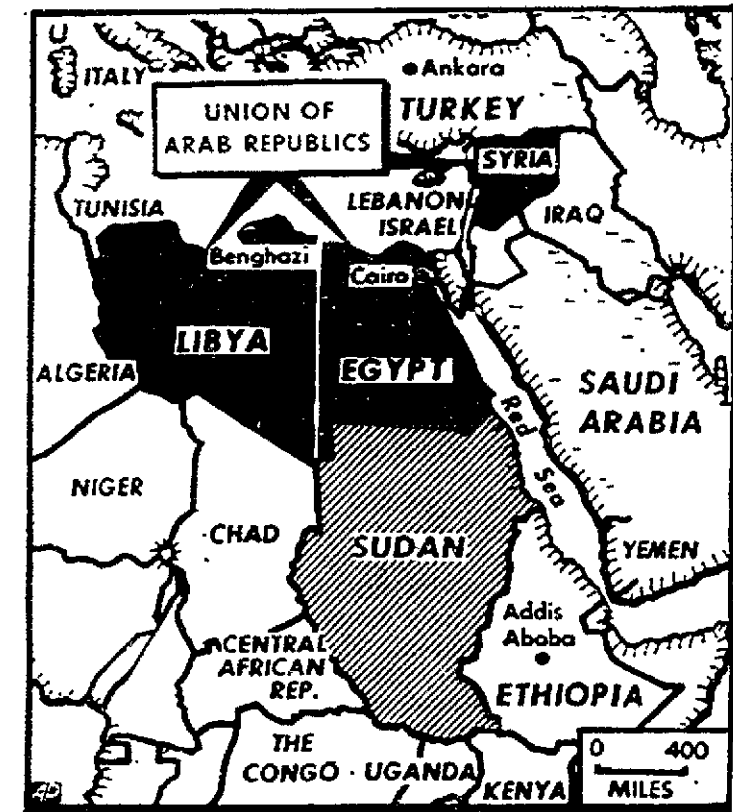 ITALY
Ankara
UNION OF
ARAB REPUBLICS
TURKEY
SYRIA
TUNISIA
LEBANON
ISRAEL
IRAQ
Benghazi
Cairo
LIBYA
EGYPT
ALGERIA
SAUDI
ARABIA
Red Sea
NIGER
CHAD
SUDAN
YEMEN
Addis
Ababa
CENTRAL
AFRICAN
REP.
ETHIOPIA
THE
CONGO
UGANDA
KENYA
0 400
MILES